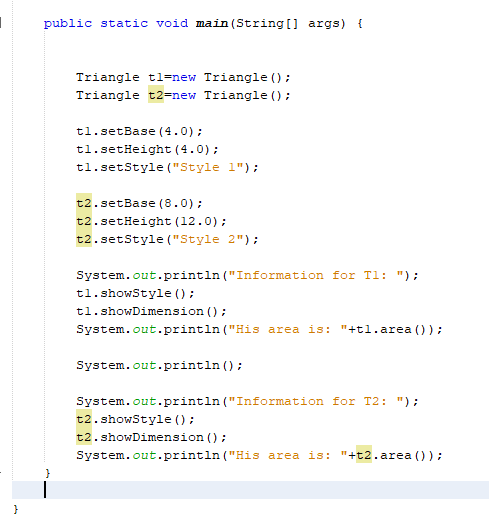 public static void main(String[] args) {
Triangle t1=new Triangle();
Triangle t2=new Triangle();
t1.setBase(4.0);
t1.setHeight(4.0);
t1.setStyle("Style 1");
t2.setBase(8.0);
t2.setHeight(12.0);
t2.setStyle("Style 2");
System.out.println("Information for T1: ");
t1.showStyle();
t1.showDimension();
System.out.println("His area is: "+t1.area());
System.out.println();
System.out.println("Information for T2: ");
t2.showStyle();
t2.showDimension();
System.out.println("His area is: "+t2.area());
}
}